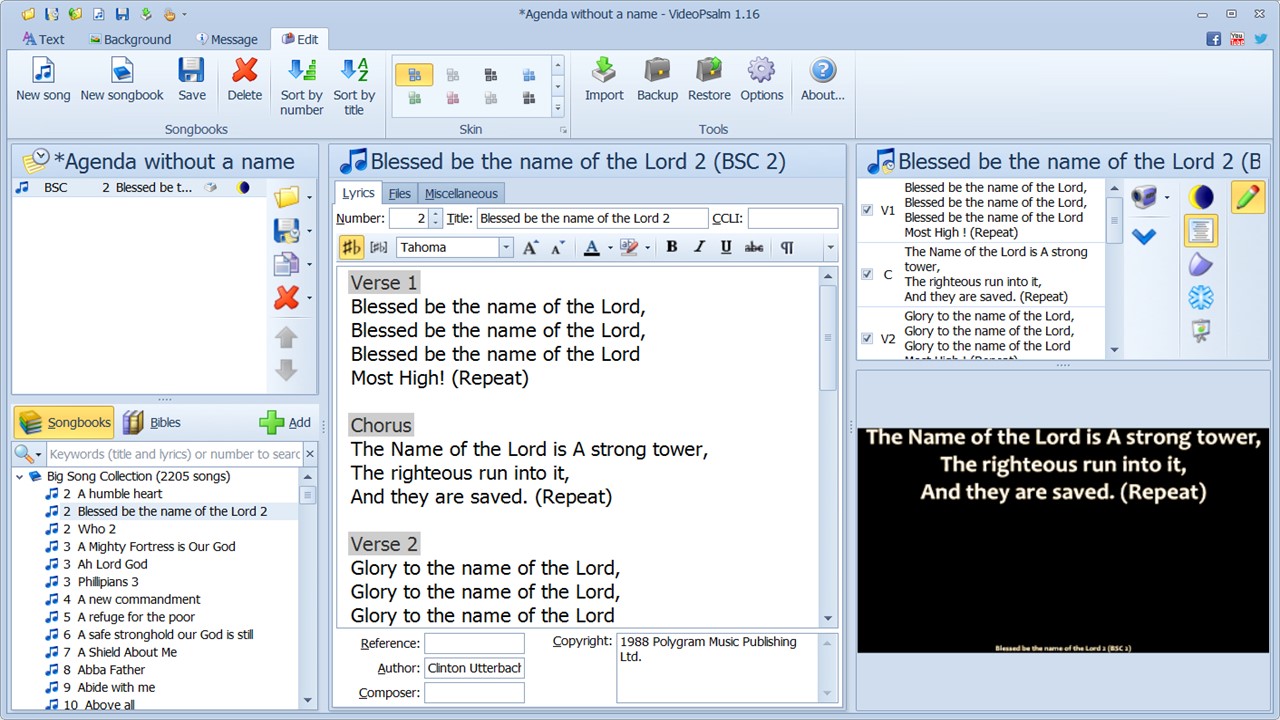 *Agenda without a name - VideoPsalm 1.16
Text
Background
Message
Edit
New song
New songbook
Save
Delete
Sort by number
Sort by title
Import
Backup
Restore
Options
About...
Songbooks
Skin
Tools
*Agenda without a name
BSC 2 Blessed be t...
Songbooks
Bibles
Add
Keywords (title and lyrics) or number to searc
Big Song Collection (2205 songs)
2 A humble heart
2 Blessed be the name of the Lord 2
2 Who 2
3 A Mighty Fortress is Our God
3 Ah Lord God
3 Phillipians 3
4 A new commandment
5 A refuge for the poor
6 A safe stronghold our God is still
7 A Shield About Me
8 Abba Father
9 Abide with me
10 Above all
Blessed be the name of the Lord 2 (BSC 2)
Lyrics
Files
Miscellaneous
Number: 2 Title: Blessed be the name of the Lord 2 CCLI:
Tahoma
A A A B I U abc ¶
Verse 1
Blessed be the name of the Lord,
Blessed be the name of the Lord,
Blessed be the name of the Lord
Most High! (Repeat)
Chorus
The Name of the Lord is A strong tower,
The righteous run into it,
And they are saved. (Repeat)
Verse 2
Glory to the name of the Lord,
Glory to the name of the Lord,
Glory to the name of the Lord
Reference:
Author: Clinton Utterbach
Composer:
Copyright: 1988 Polygram Music Publishing
Ltd.
Blessed be the name of the Lord 2 (B
V1
Blessed be the name of the Lord,
Blessed be the name of the Lord,
Blessed be the name of the Lord
Most High ! (Repeat)
C
The Name of the Lord is A strong
tower,
The righteous run into it,
And they are saved. (Repeat)
V2
Glory to the name of the Lord,
Glory to the name of the Lord,
Glory to the name of the Lord
Most High ! (Repeat)
The Name of the Lord is A strong tower,
The righteous run into it,
And they are saved. (Repeat)
Blessed be the name of the Lord 2 (BSC 2)